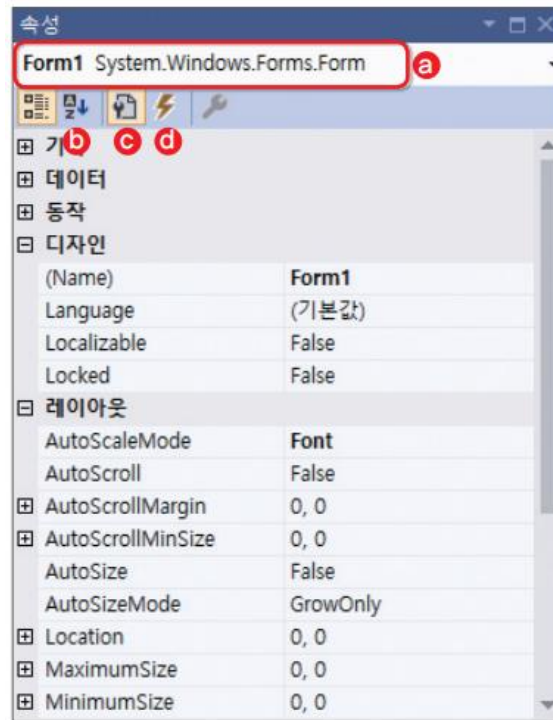 속성
Form1 System.Windows.Forms.Form
a
b c d
데이터
동작
디자인
(Name) Form1
Language (기본값)
Localizable False
Locked False
레이아웃
AutoScaleMode Font
AutoScroll False
AutoScrollMargin 0, 0
AutoScrollMinSize 0, 0
AutoSize False
AutoSizeMode GrowOnly
Location 0, 0
MaximumSize 0, 0
MinimumSize 0, 0